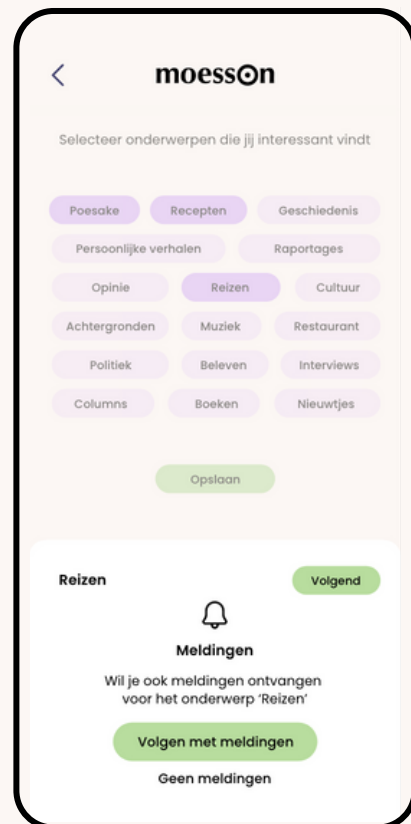 moesson
Selecteer onderwerpen die jij interessant vindt
Poesake Recepten Geschiedenis
Persoonlijke verhalen Raportages
Opinie Reizen Cultuur
Achtergronden Muziek Restaurant
Politiek Beleven Interviews
Columns Boeken Nieuwtjes
Opslaan
Reizen Volgend
Meldingen
Wil je ook meldingen ontvangen
voor het onderwerp ‘Reizen’
Volgen met meldingen
Geen meldingen